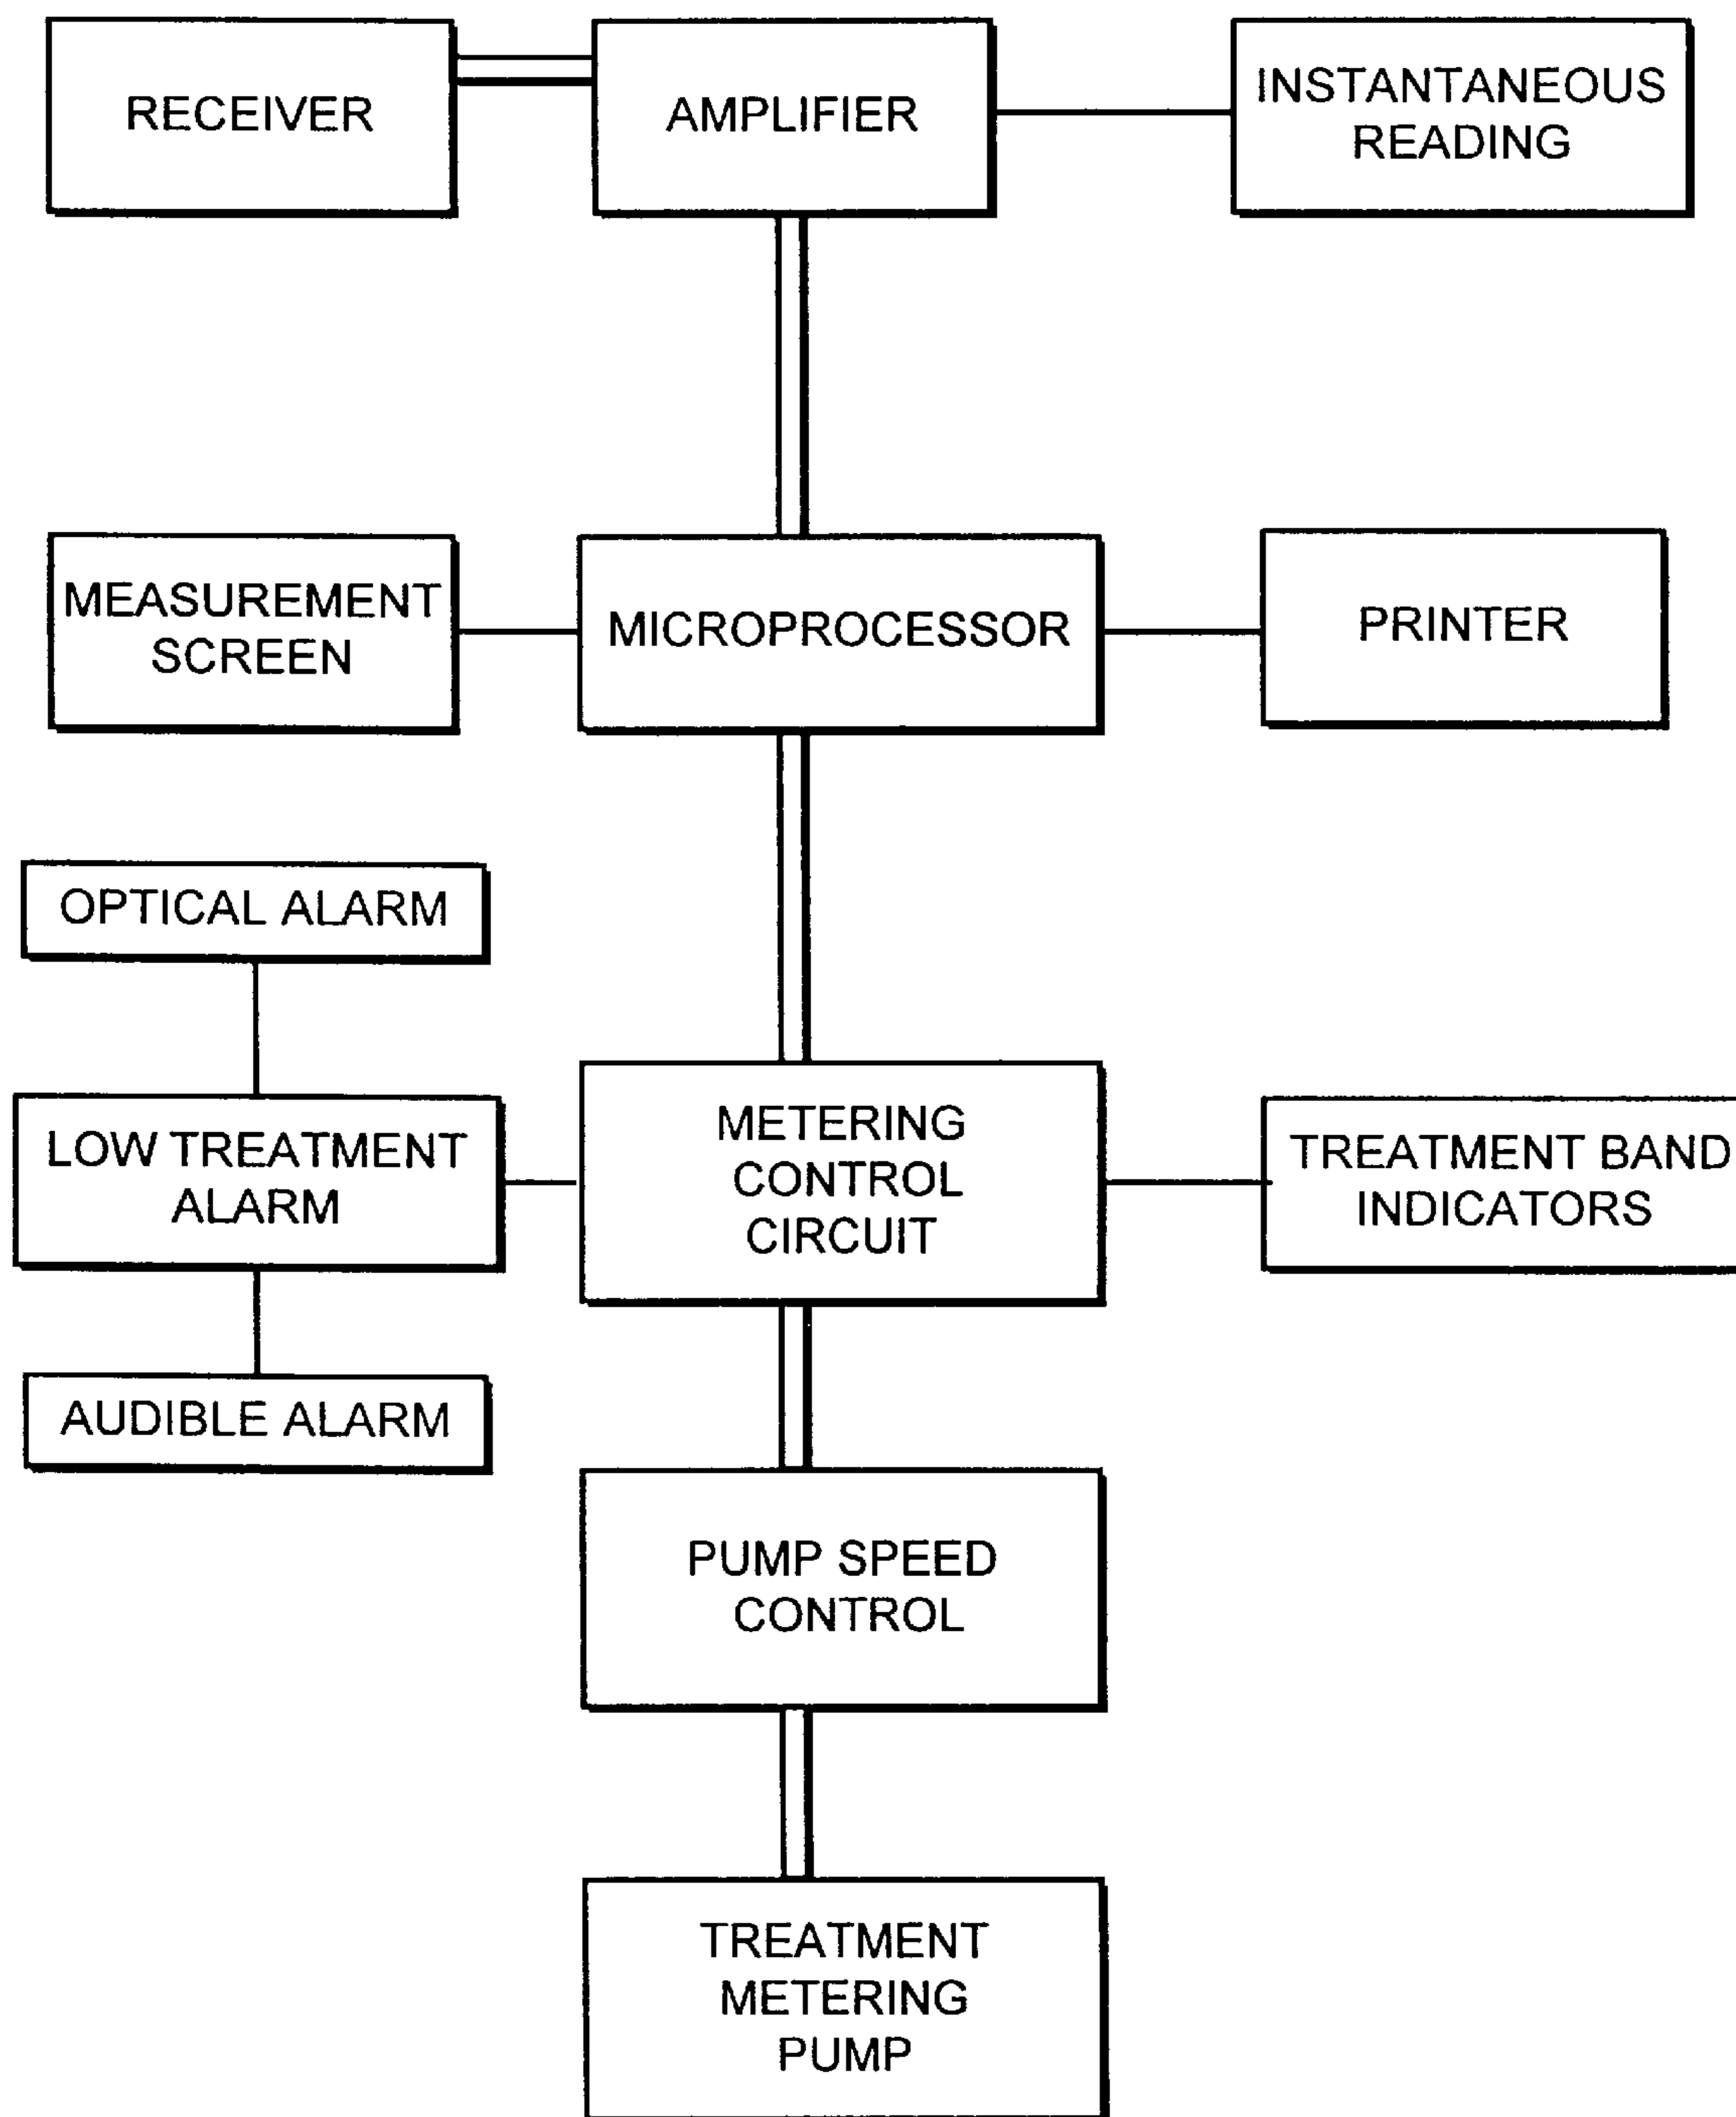 RECEIVER
AMPLIFIER
INSTANTANEOUS
READING
MEASUREMENT
SCREEN
MICROPROCESSOR
PRINTER
OPTICAL ALARM
LOW TREATMENT
ALARM
METERING
CONTROL
CIRCUIT
TREATMENT BAND
INDICATORS
AUDIBLE ALARM
PUMP SPEED
CONTROL
TREATMENT
METERING
PUMP